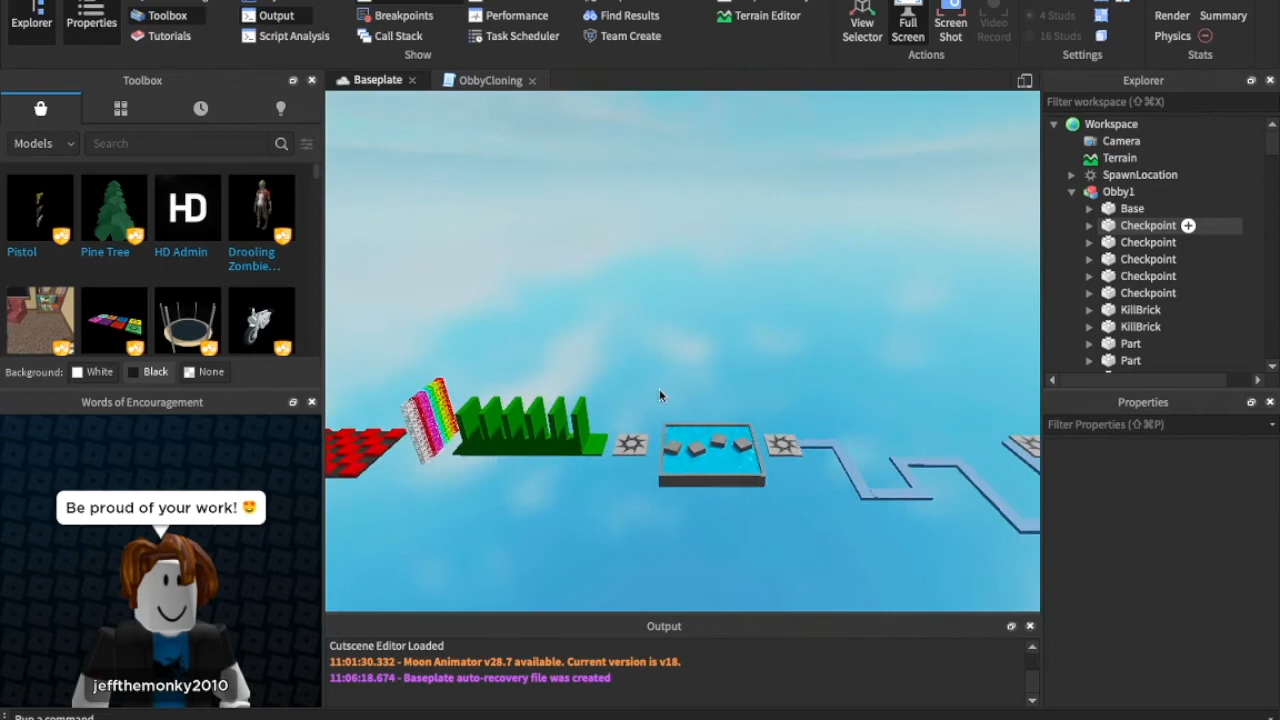 Explorer
Properties
Toolbox
Tutorials
Output
Script Analysis
Breakpoints
Call Stack
Performance
Task Scheduler
Find Results
Team Create
Terrain Editor
Show
View
Selector
Full
Screen
Screen
Shot
Video
Record
Actions
4 Studs
16 Studs
Settings
Render
Summary
Physics
Stats
Toolbox
Models
Search
Pistol
Pine Tree
HD
HD Admin
Drooling
Zombie...
Background:
White
Black
None
Words of Encouragement
Be proud of your work! 🤩
jeffthemonky2010
Baseplate
ObbyCloning
Output
Cutscene Editor Loaded
11:01:30.332 - Moon Animator v28.7 available. Current version is v18.
11:06:18.674 - Baseplate auto-recovery file was created
Explorer
Filter workspace (⇧⌘X)
Workspace
Camera
Terrain
SpawnLocation
Obby1
Base
Checkpoint
Checkpoint
Checkpoint
Checkpoint
Checkpoint
KillBrick
KillBrick
Part
Part
Properties
Filter Properties (⇧⌘P)
Run a command